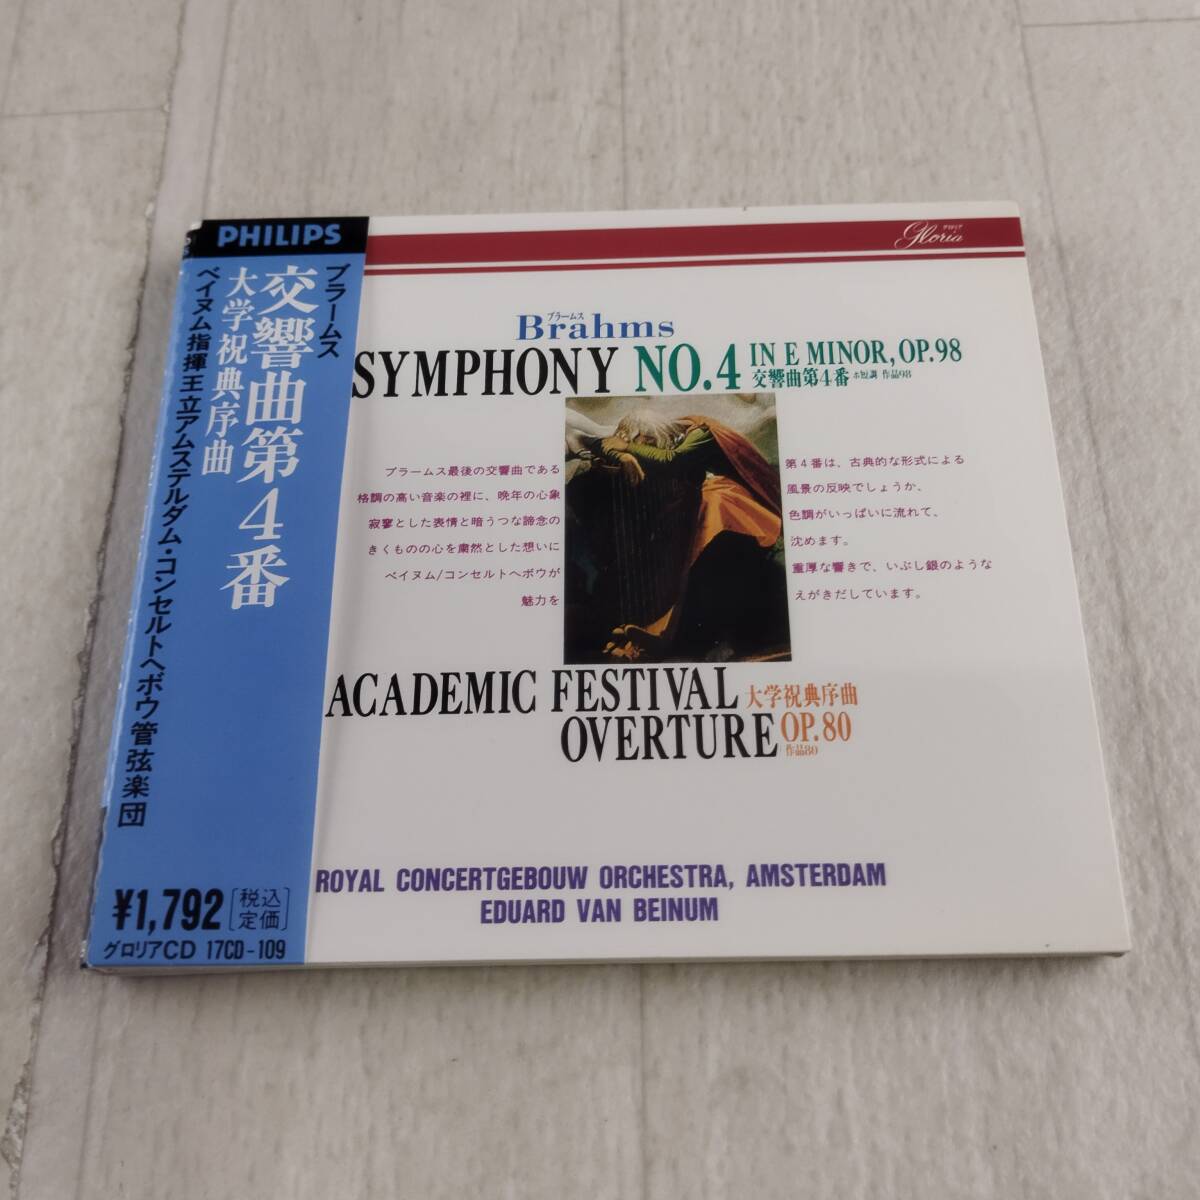 PHILIPS
ブラームス
交響曲第4番
大学祝典序曲
ベイヌム指揮王立アムステルダム・コンセルトヘボウ管弦楽団
¥1,792
[税込定価]
グロリアCD 17CD-109
Gloria
ブラームス
Brahms
SYMPHONY NO.4 IN E MINOR, OP.98
交響曲第4番 ホ短調 作品98
ブラームス最後の交響曲である 第4番は、古典的な形式による
格調の高い音楽の裡に、晩年の心象 風景の反映でしょうか、
寂寥とした表情と暗うつな諦念の 色調がいっぱいに流れて、
きくものの心を粛然とした想いに 沈めます。
ベイヌム/コンセルトヘボウが 重厚な響きで、いぶし銀のような
魅力を えがきだしています。
ACADEMIC FESTIVAL 大学祝典序曲
OVERTURE OP.80
作品80
ROYAL CONCERTGEBOUW ORCHESTRA, AMSTERDAM
EDUARD VAN BEINUM